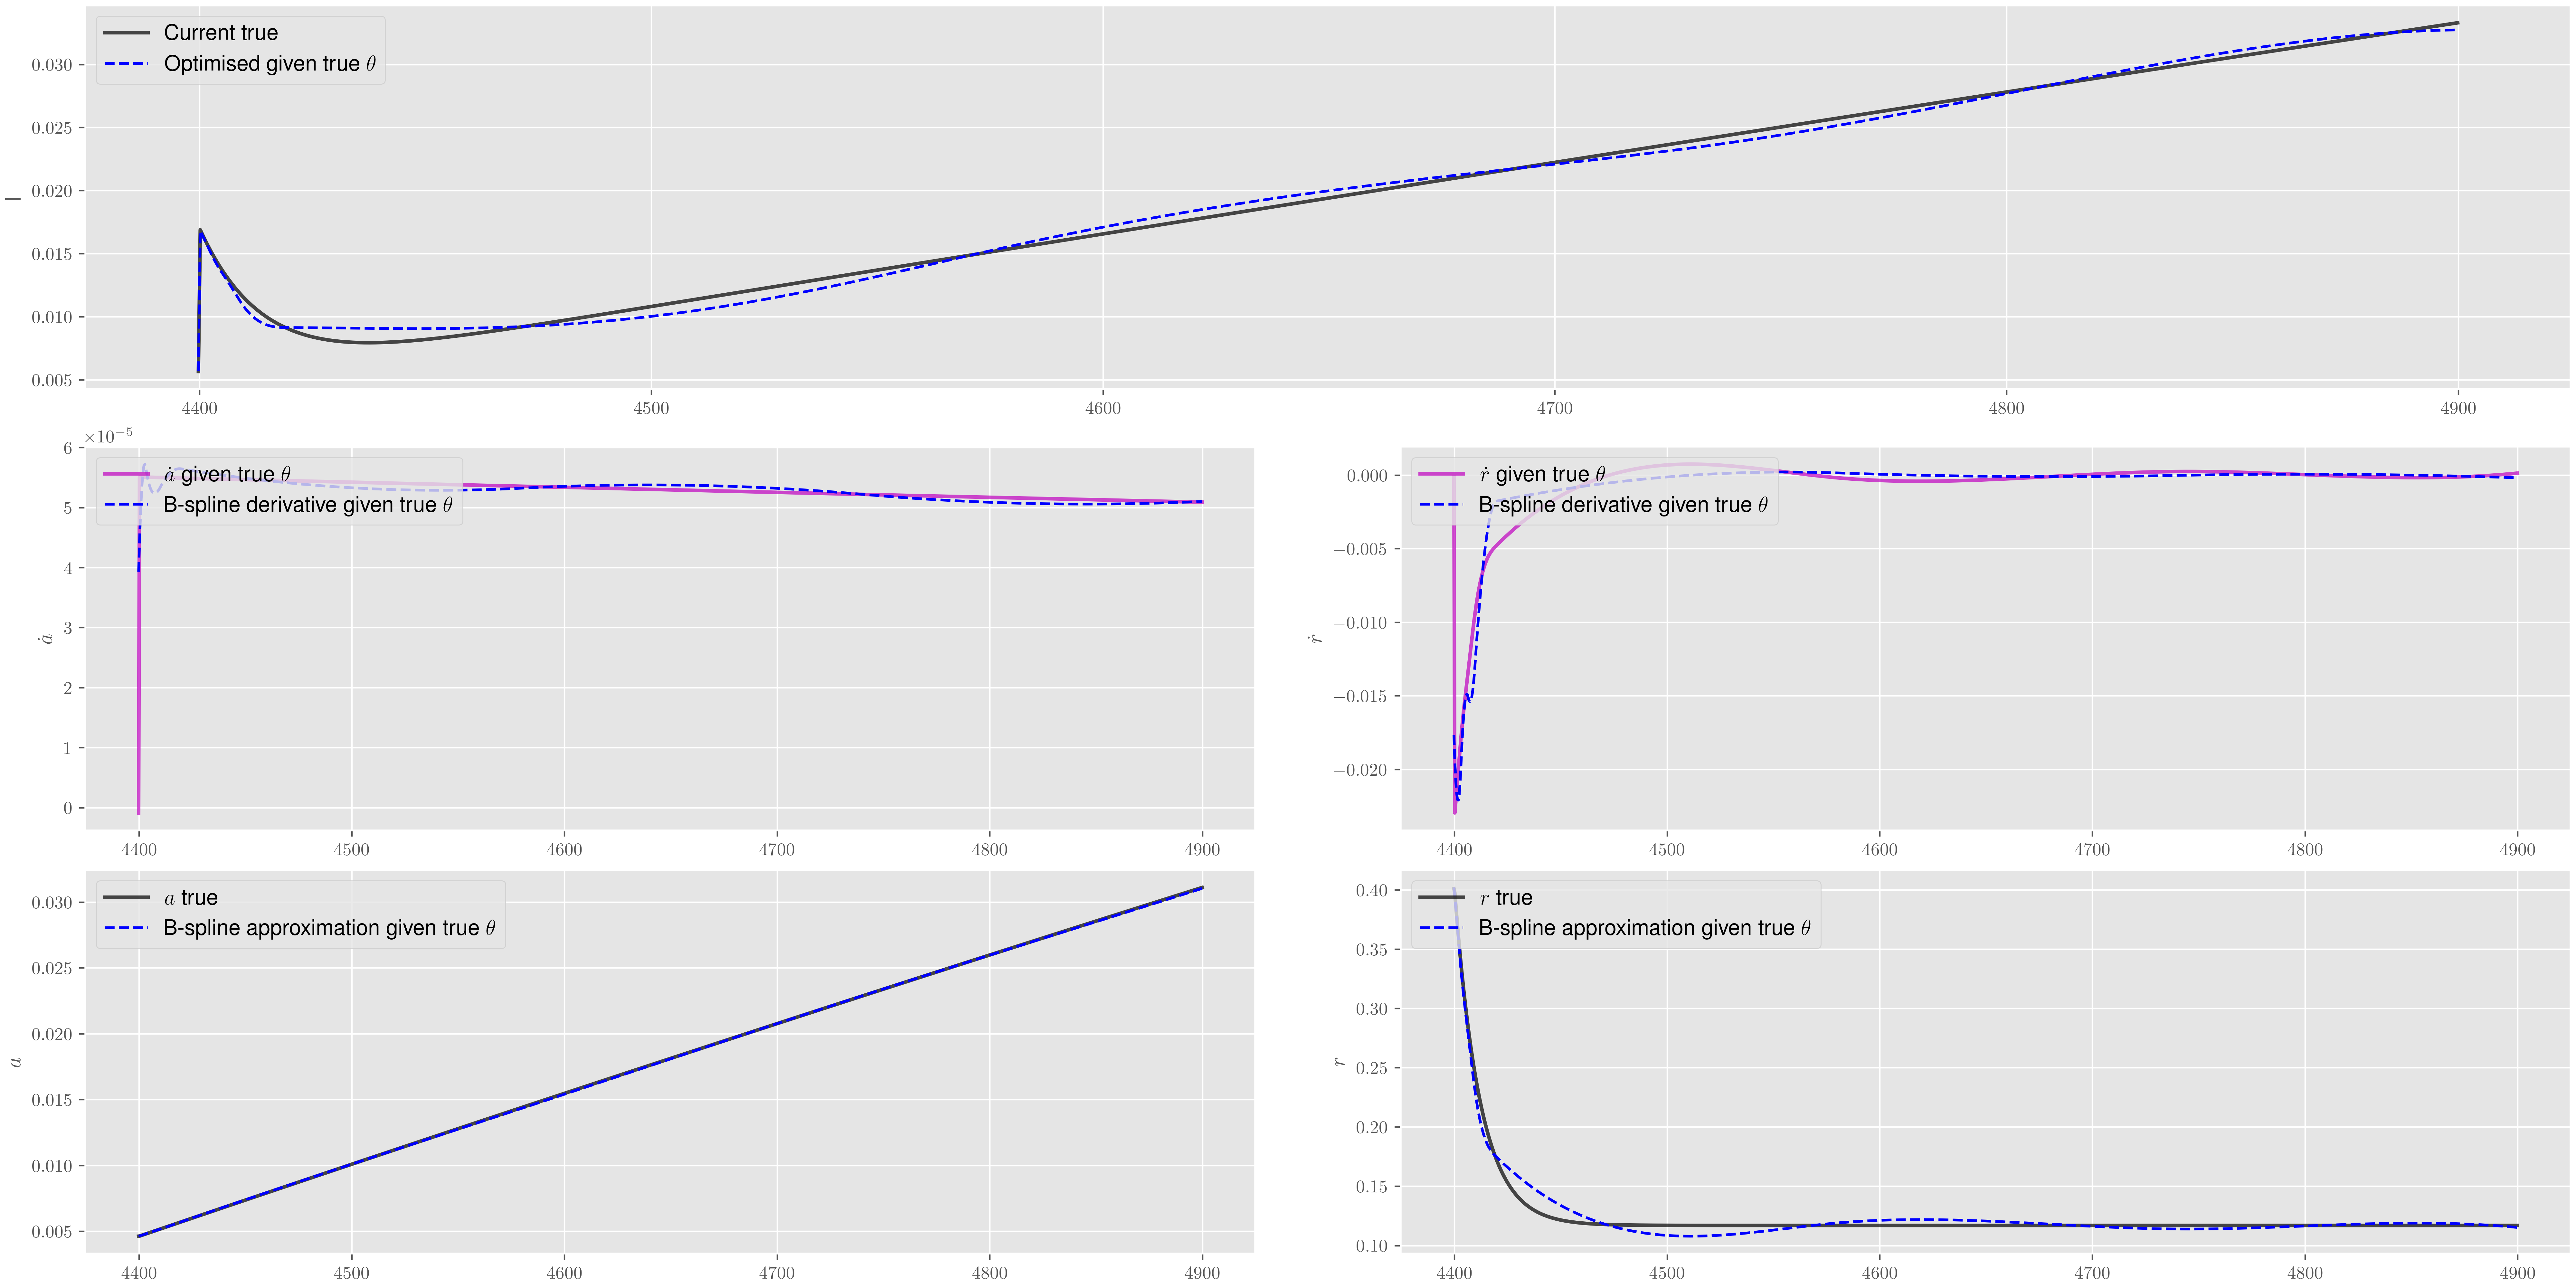 Current true
Optimised given true θ
I
0.030
0.025
0.020
0.015
0.010
0.005
4400 4500 4600 4700 4800 4900
×10⁻⁵
ȧ given true θ
B-spline derivative given true θ
ȧ
6
5
4
3
2
1
0
4400 4500 4600 4700 4800 4900
ṙ given true θ
B-spline derivative given true θ
ṙ
0.000
−0.005
−0.010
−0.015
−0.020
4400 4500 4600 4700 4800 4900
a true
B-spline approximation given true θ
a
0.030
0.025
0.020
0.015
0.010
0.005
4400 4500 4600 4700 4800 4900
r true
B-spline approximation given true θ
r
0.40
0.35
0.30
0.25
0.20
0.15
0.10
4400 4500 4600 4700 4800 4900